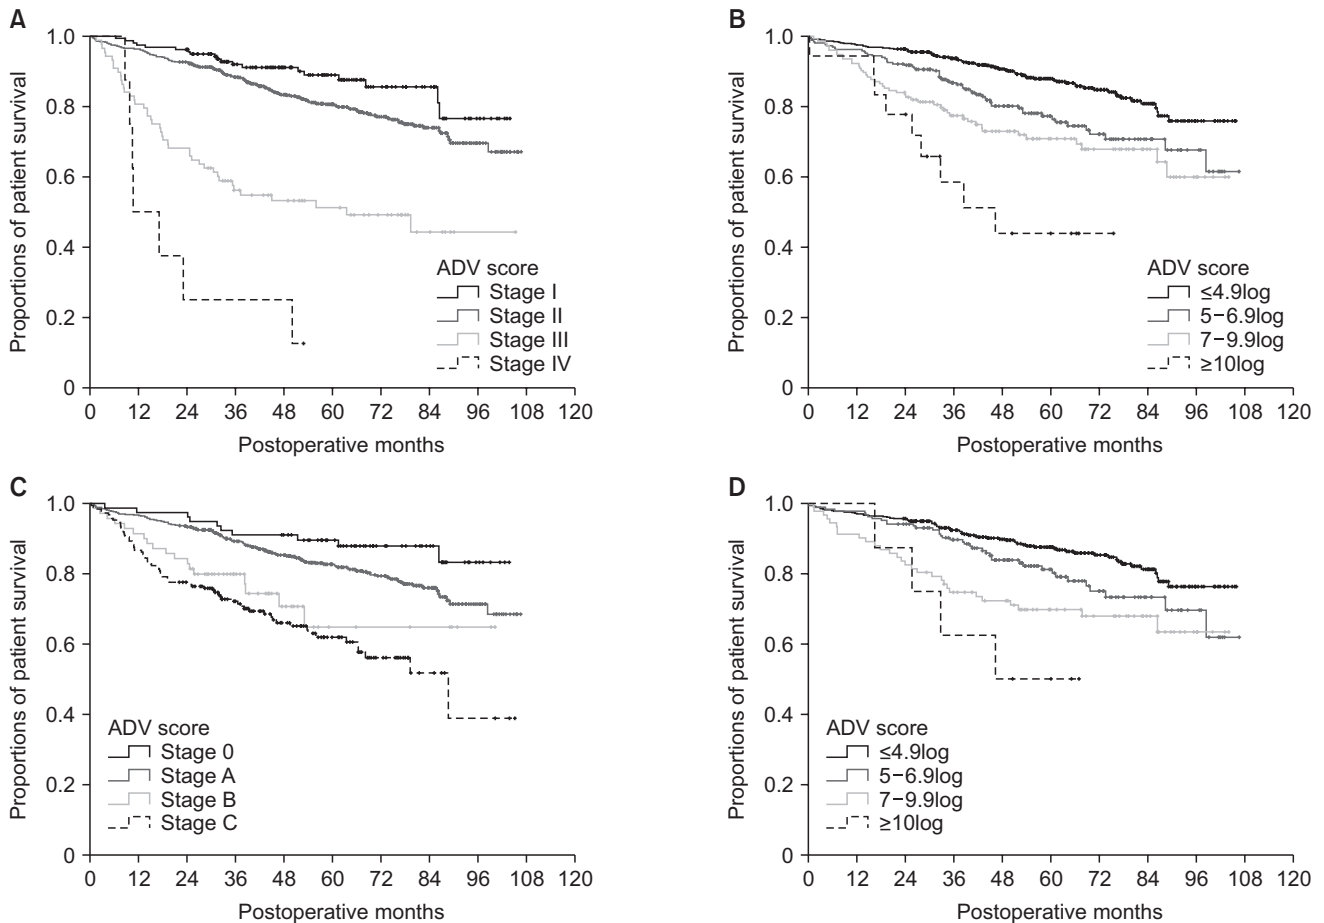 A
Proportions of patient survival
1.0
0.8
0.6
0.4
0.2
0
0 12 24 36 48 60 72 84 96 108 120
Postoperative months
ADV score
Stage I
Stage II
Stage III
Stage IV
B
Proportions of patient survival
1.0
0.8
0.6
0.4
0.2
0
0 12 24 36 48 60 72 84 96 108 120
Postoperative months
ADV score
≤4.9log
5−6.9log
7−9.9log
≥10log
C
Proportions of patient survival
1.0
0.8
0.6
0.4
0.2
0
0 12 24 36 48 60 72 84 96 108 120
Postoperative months
ADV score
Stage 0
Stage A
Stage B
Stage C
D
Proportions of patient survival
1.0
0.8
0.6
0.4
0.2
0
0 12 24 36 48 60 72 84 96 108 120
Postoperative months
ADV score
≤4.9log
5−6.9log
7−9.9log
≥10log